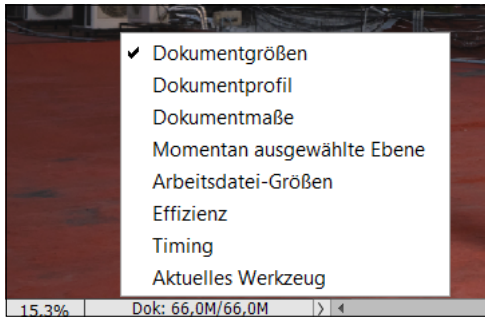 ✔ Dokumentgrößen
Dokumentprofil
Dokumentmaße
Momentan ausgewählte Ebene
Arbeitsdatei-Größen
Effizienz
Timing
Aktuelles Werkzeug
15,3% Dok: 66,0M/66,0M